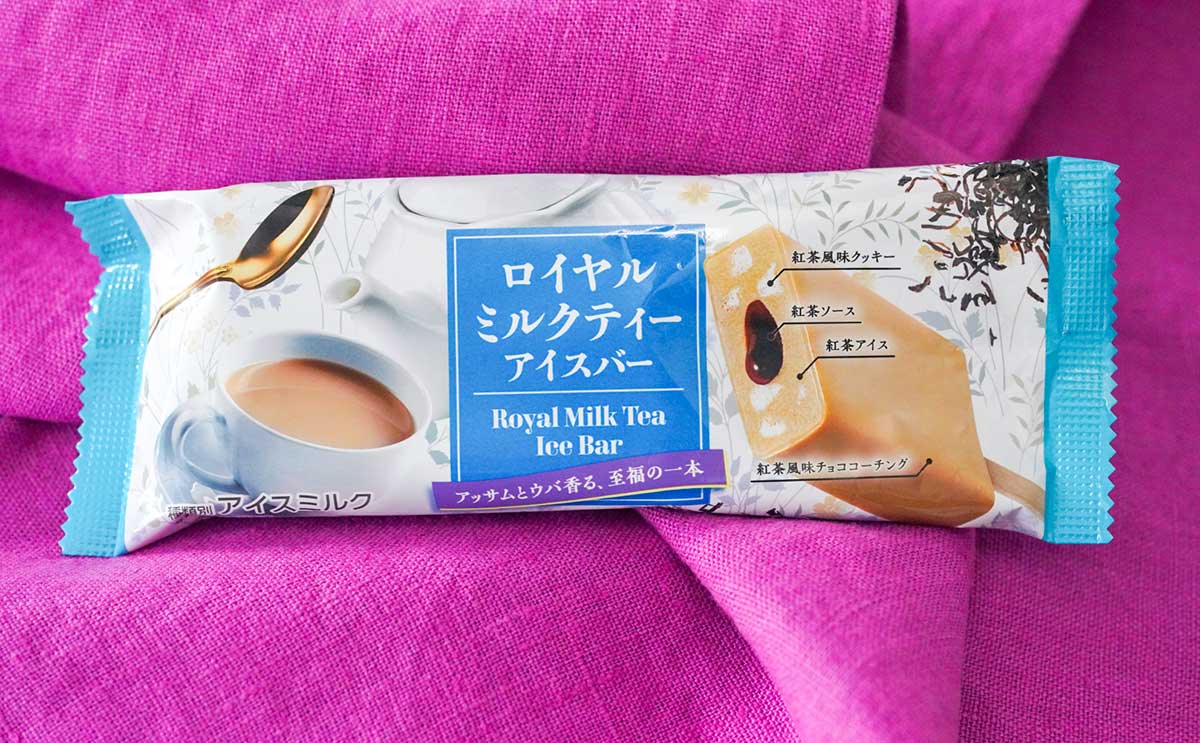 ロイヤル
ミルクティー
アイスバー
Royal Milk Tea
Ice Bar
アッサムとウバ香る、至福の一本
紅茶風味クッキー
紅茶ソース
紅茶アイス
紅茶風味チョココーチング
種類別 アイスミルク